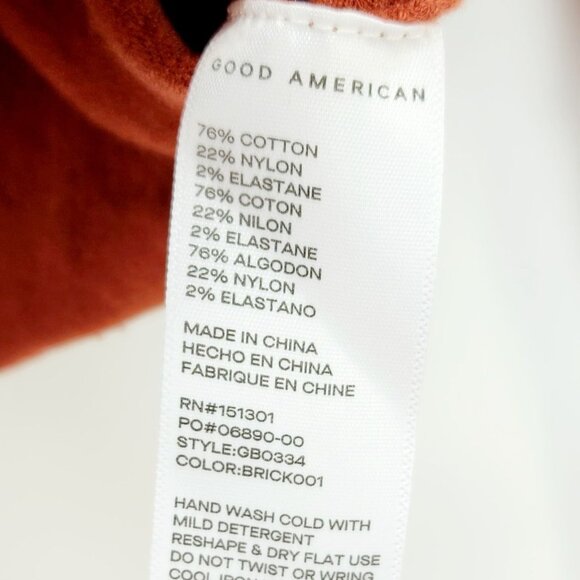 GOOD AMERICAN
76% COTTON
22% NYLON
2% ELASTANE
76% COTON
22% NILON
2% ELASTANE
76% ALGODON
22% NYLON
2% ELASTANO
MADE IN CHINA
HECHO EN CHINA
FABRIQUE EN CHINE
RN#151301
PO#06890-00
STYLE:GB0334
COLOR:BRICK001
HAND WASH COLD WITH
MILD DETERGENT
RESHAPE & DRY FLAT USE
DO NOT TWIST OR WRING
COOL IRON